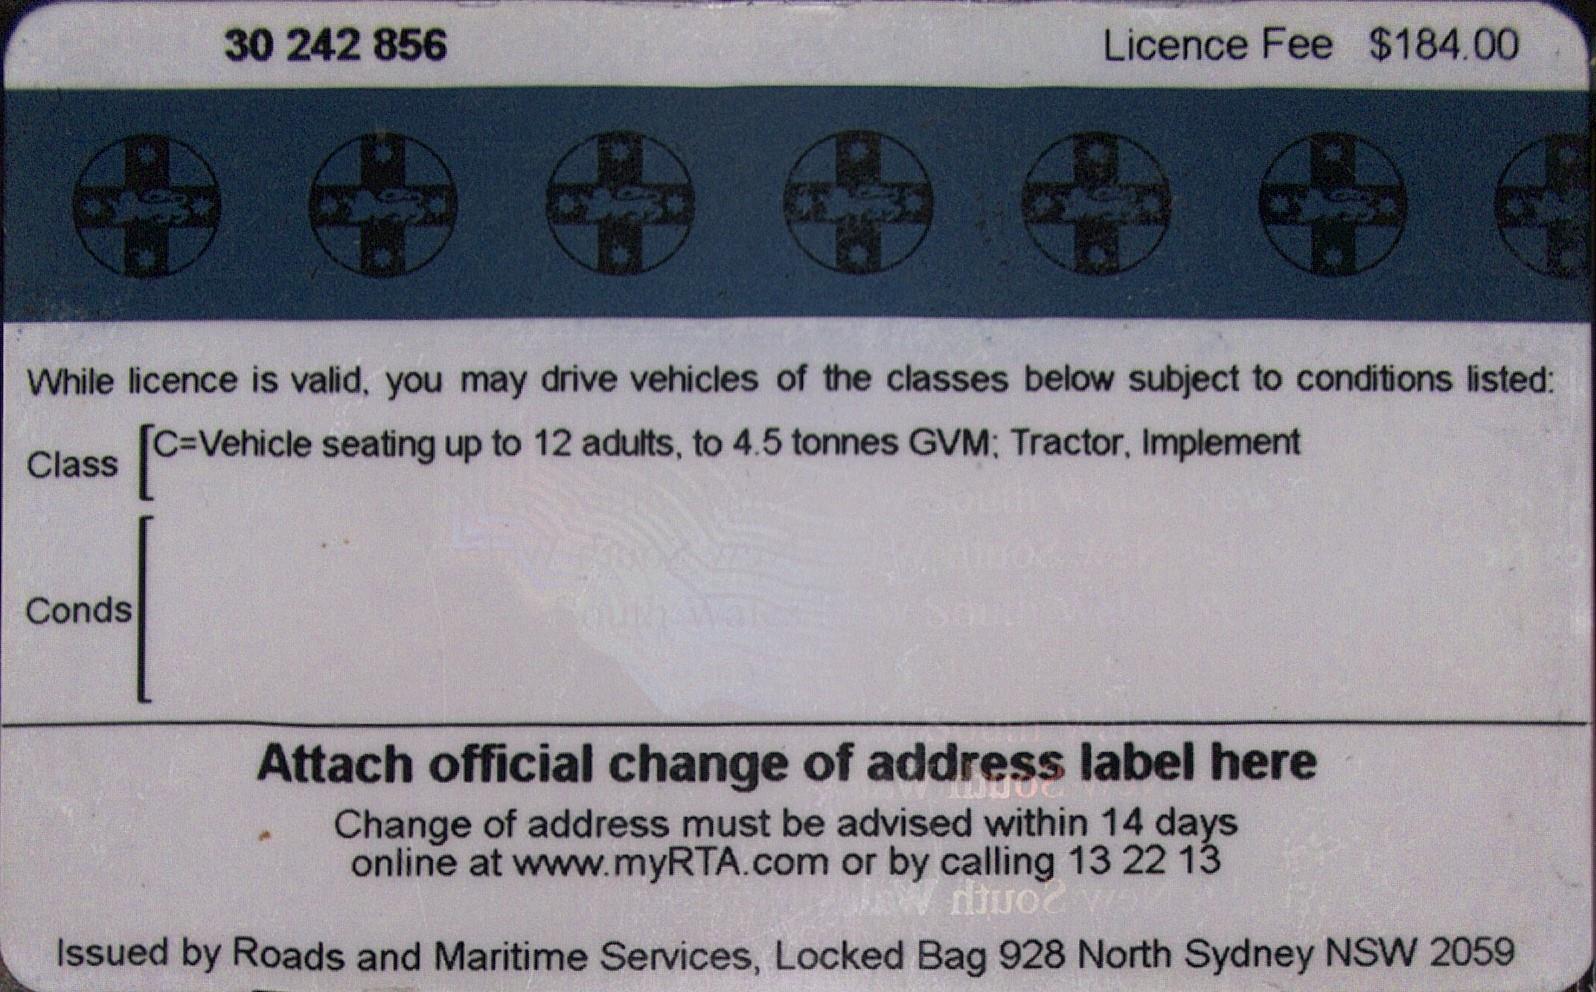 30 242 856 Licence Fee $184.00
While licence is valid, you may drive vehicles of the classes below subject to conditions listed:
Class C=Vehicle seating up to 12 adults, to 4.5 tonnes GVM; Tractor, Implement
Conds
Attach official change of address label here
Change of address must be advised within 14 days
online at www.myRTA.com or by calling 13 22 13
New South Wal
Issued by Roads and Maritime Services, Locked Bag 928 North Sydney NSW 2059